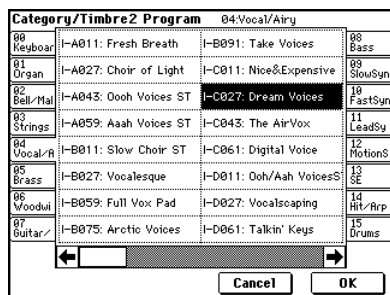 Category/Timbre2 Program 04:Vocal/Airy
00
Keyboar
01
Organ
02
Bell/Mal
03
Strings
04
Vocal/A
05
Brass
06
Woodwi
07
Guitar/
I-A011: Fresh Breath
I-A027: Choir of Light
I-A043: Oooh Voices ST
I-A059: Aaah Voices ST
I-B011: Slow Choir ST
I-B027: Vocalesque
I-B059: Full Vox Pad
I-B075: Arctic Voices
I-B091: Take Voices
I-C011: Nice&Expensive
I-C027: Dream Voices
I-C043: The AirVox
I-C061: Digital Voice
I-D011: Ooh/Aah VoicesS
I-D027: Vocalscaping
I-D061: Talkin' Keys
08
Bass
09
SlowSyn
10
FastSyn
11
LeadSy
12
MotionS
13
SE
14
Hit/Arp
15
Drums
Cancel
OK